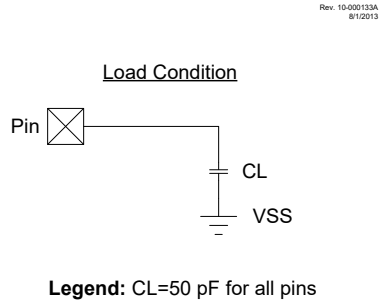 Rev. 10-000133A
8/1/2013
Load Condition
Pin
CL
VSS
Legend: CL=50 pF for all pins